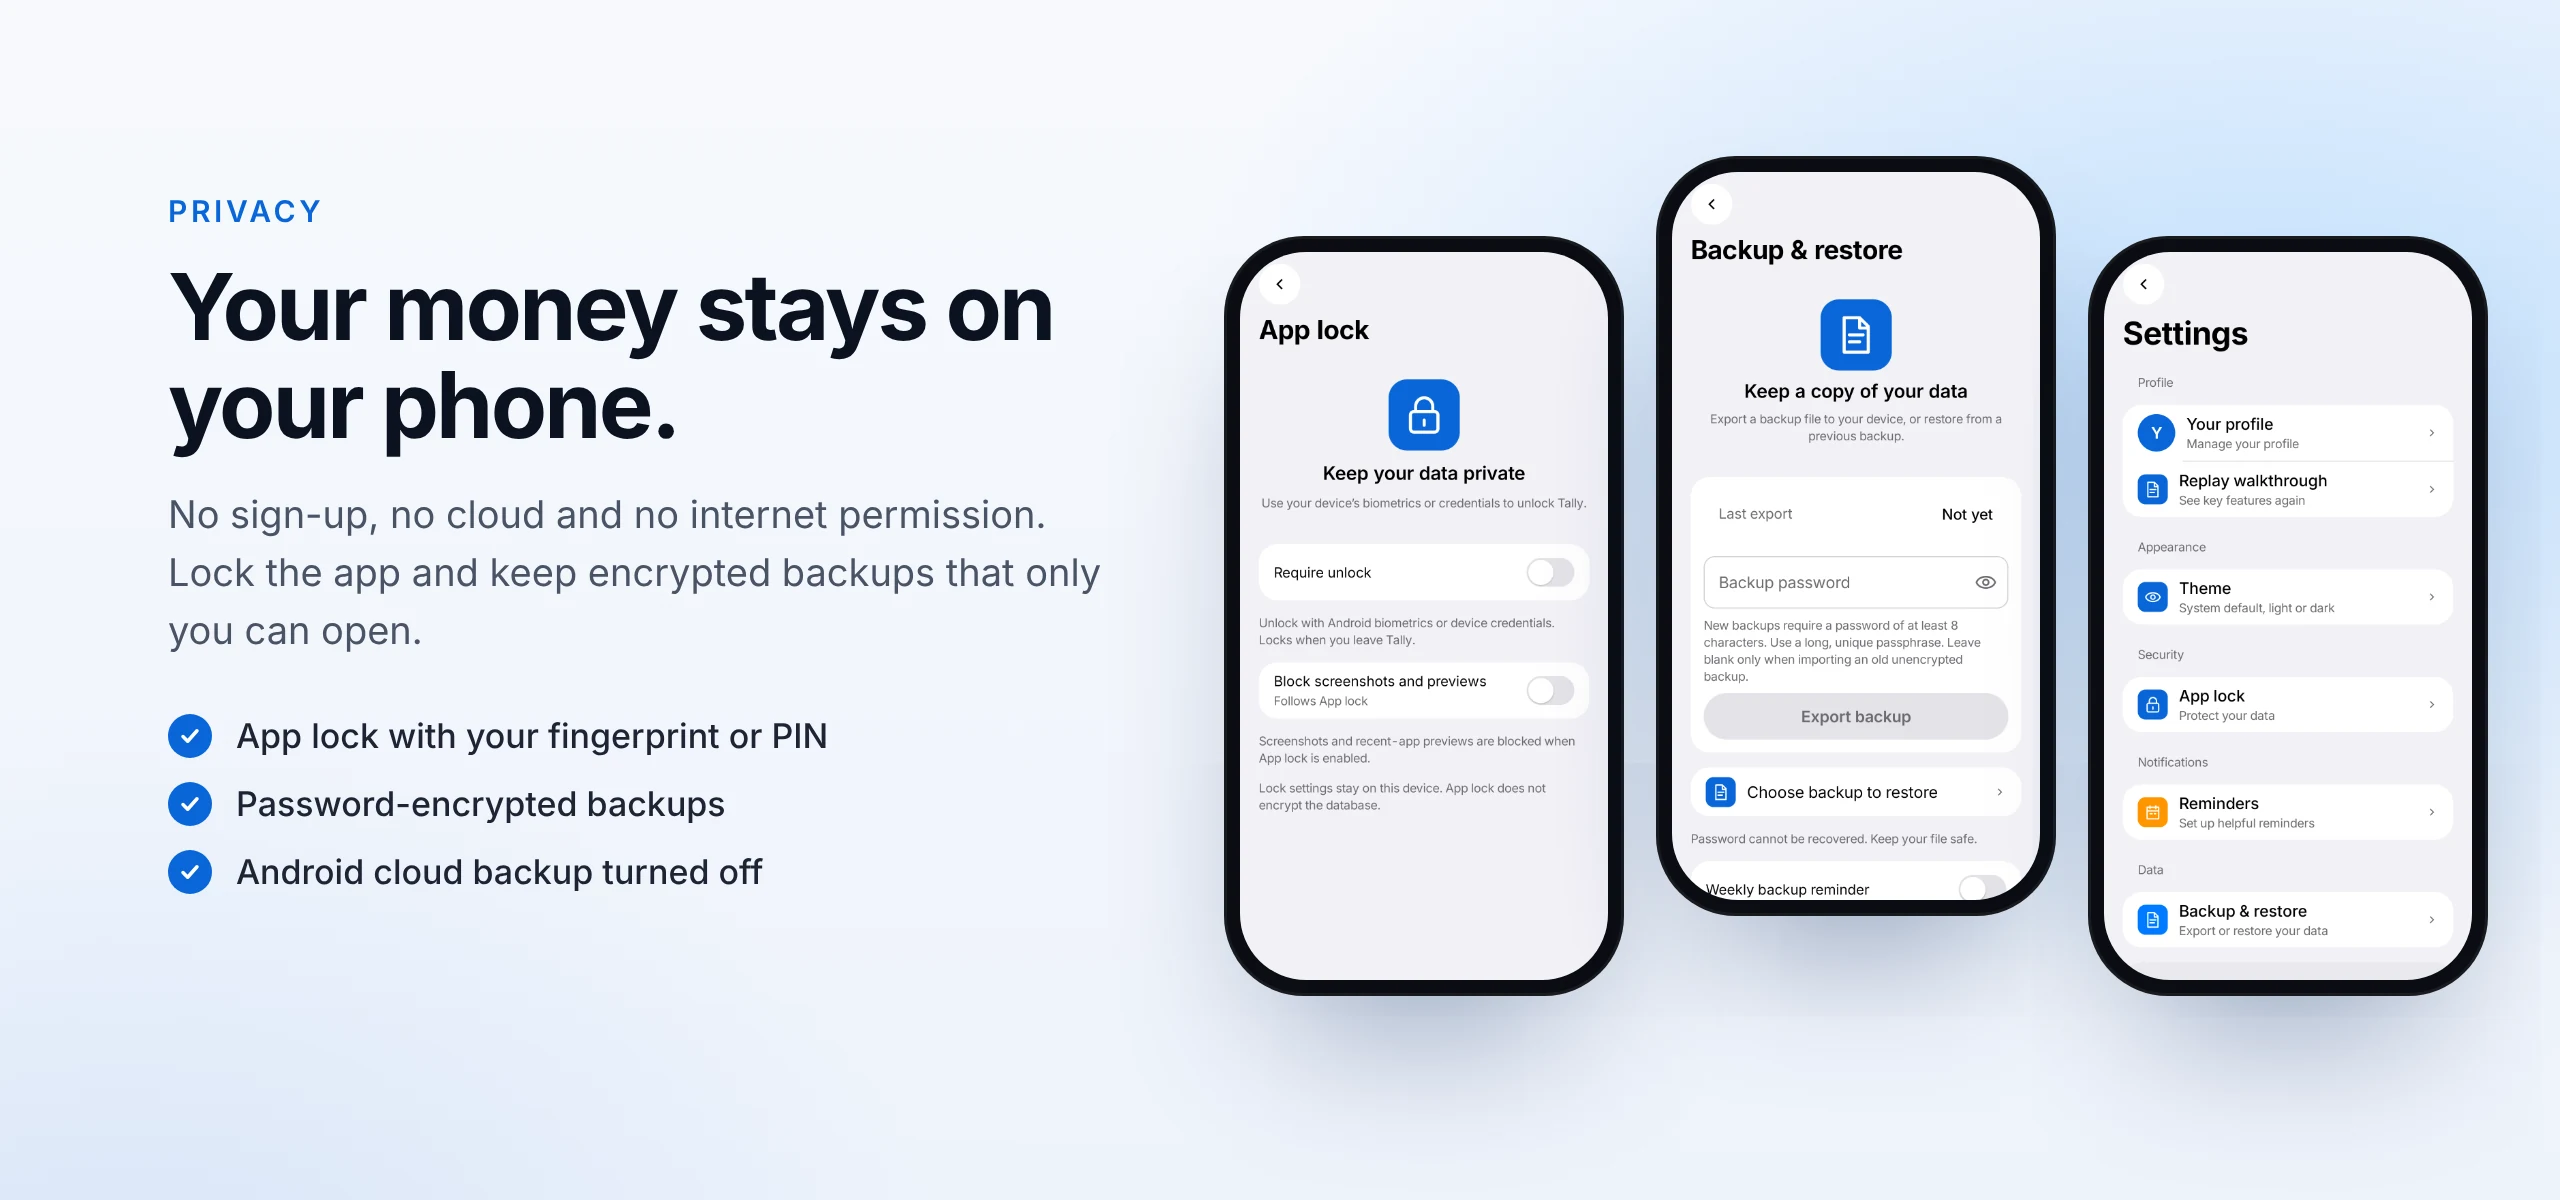 PRIVACY
Your money stays on
your phone.
No sign-up, no cloud and no internet permission.
Lock the app and keep encrypted backups that only
you can open.
App lock with your fingerprint or PIN
Password-encrypted backups
Android cloud backup turned off
App lock
Keep your data private
Use your device's biometrics or credentials to unlock Tally.
Require unlock
Unlock with Android biometrics or device credentials.
Locks when you leave Tally.
Block screenshots and previews
Follows App lock
Screenshots and recent-app previews are blocked when
App lock is enabled.
Lock settings stay on this device. App lock does not
encrypt the database.
Backup & restore
Keep a copy of your data
Export a backup file to your device, or restore from a
previous backup.
Last export Not yet
Backup password
New backups require a password of at least 8
characters. Use a long, unique passphrase. Leave
blank only when importing an old unencrypted
backup.
Export backup
Choose backup to restore
Password cannot be recovered. Keep your file safe.
Weekly backup reminder
Settings
Profile
Y
Your profile
Manage your profile
Replay walkthrough
See key features again
Appearance
Theme
System default, light or dark
Security
App lock
Protect your data
Notifications
Reminders
Set up helpful reminders
Data
Backup & restore
Export or restore your data